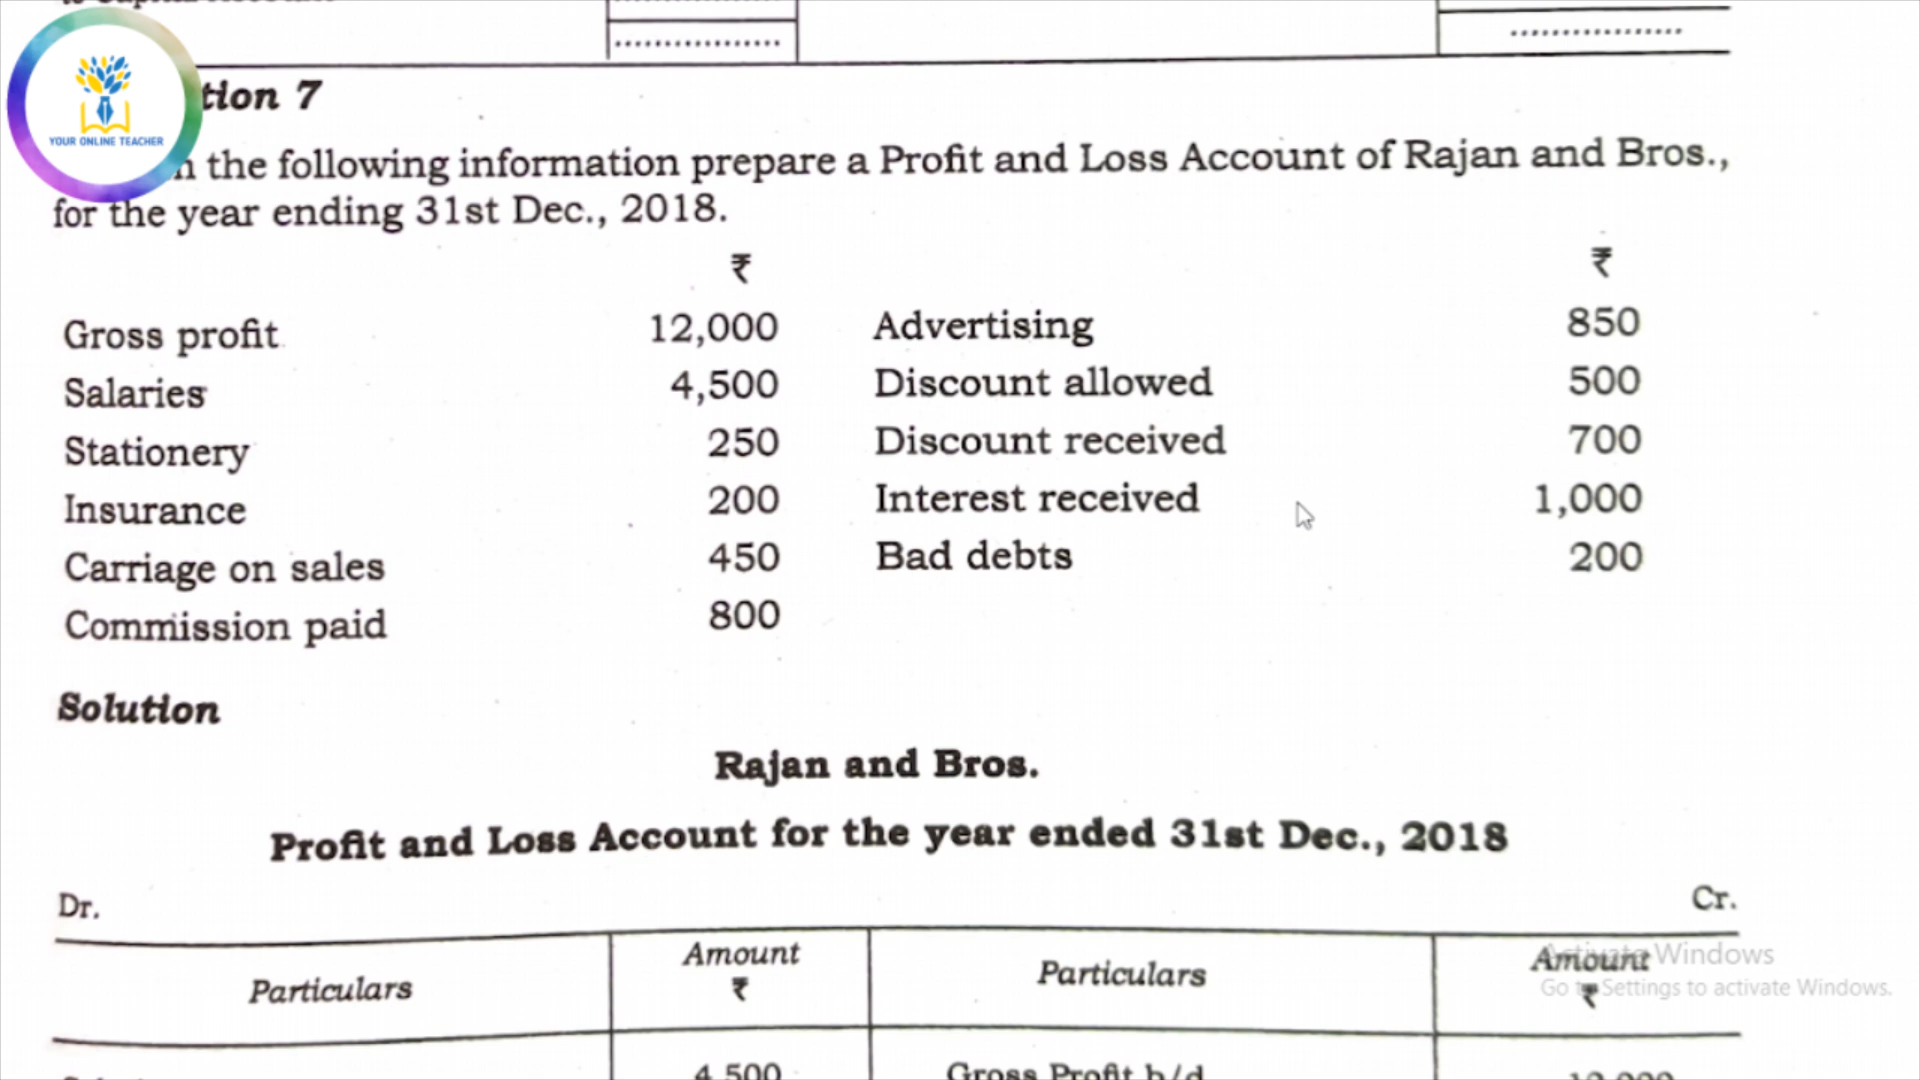 tion 7
YOUR ONLINE TEACHER
the following information prepare a Profit and Loss Account of Rajan and Bros.,
for the year ending 31st Dec., 2018.
₹ ₹
Gross profit 12,000 Advertising 850
Salaries 4,500 Discount allowed 500
Stationery 250 Discount received 700
Insurance 200 Interest received 1,000
Carriage on sales 450 Bad debts 200
Commission paid 800
Solution
Rajan and Bros.
Profit and Loss Account for the year ended 31st Dec., 2018
Dr. Cr.
Particulars Amount ₹ Particulars Amount ₹
Activate Windows
Go to Settings to activate Windows.
4,500 Gross Profit b/d